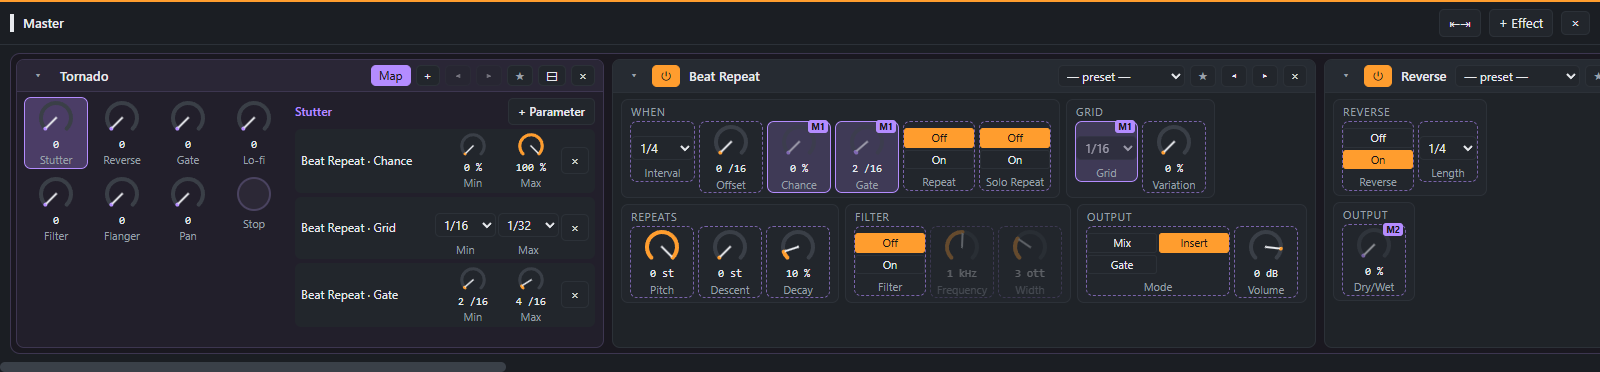 Master
⇤⇥
+ Effect
×
Tornado
Map
+
×
0
Stutter
0
Reverse
0
Gate
0
Lo-fi
0
Filter
0
Flanger
0
Pan
Stop
Stutter
+ Parameter
Beat Repeat · Chance
0 %
Min
100 %
Max
×
Beat Repeat · Grid
1/16
Min
1/32
Max
×
Beat Repeat · Gate
2 /16
Min
4 /16
Max
×
Beat Repeat
— preset —
×
WHEN
1/4
Interval
0 /16
Offset
M1
0 %
Chance
M1
2 /16
Gate
Off
On
Repeat
Off
On
Solo Repeat
GRID
M1
1/16
Grid
0 %
Variation
REPEATS
0 st
Pitch
0 st
Descent
10 %
Decay
FILTER
Off
On
Filter
1 kHz
Frequency
3 ott
Width
OUTPUT
Mix
Insert
Gate
Mode
0 dB
Volume
Reverse
— preset —
REVERSE
Off
On
Reverse
1/4
Length
OUTPUT
M2
0 %
Dry/Wet